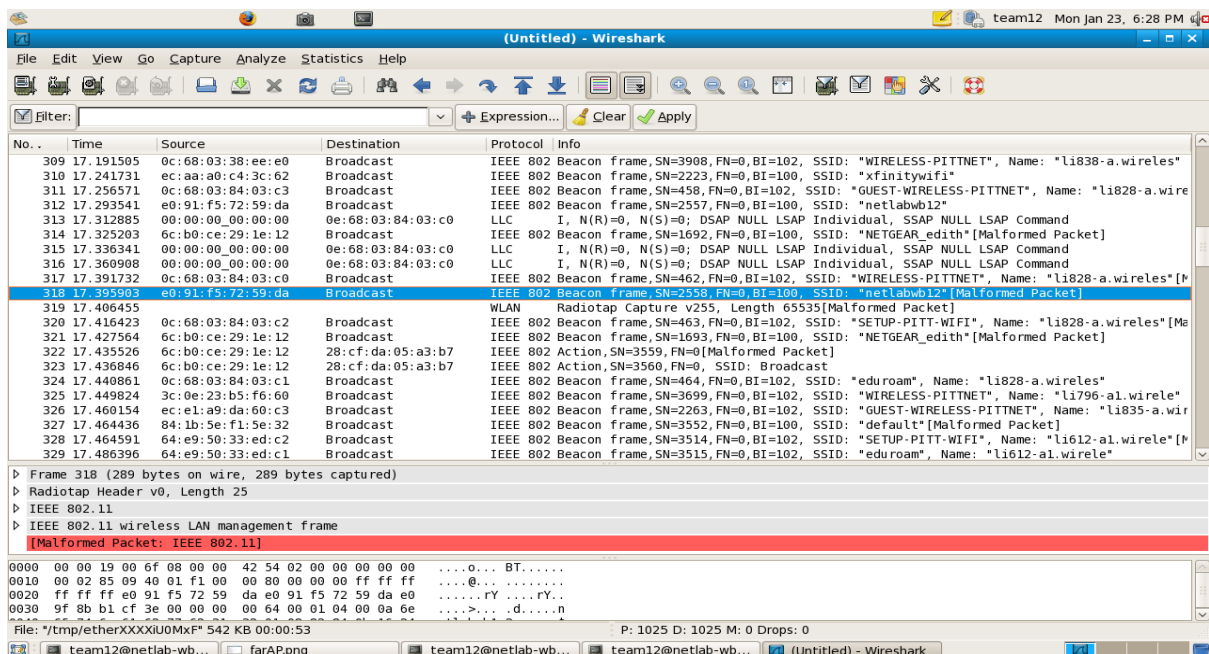 team12 Mon Jan 23, 6:28 PM
(Untitled) - Wireshark
File Edit View Go Capture Analyze Statistics Help
Filter: Expression... Clear Apply
No. . Time Source Destination Protocol Info
309 17.191505 0c:68:03:38:ee:e0 Broadcast IEEE 802 Beacon frame,SN=3908,FN=0,BI=102, SSID: "WIRELESS-PITTNET", Name: "li838-a.wireles"
310 17.241731 ec:aa:a0:c4:3c:62 Broadcast IEEE 802 Beacon frame,SN=2223,FN=0,BI=100, SSID: "xfinitywifi"
311 17.256571 0c:68:03:84:03:c3 Broadcast IEEE 802 Beacon frame,SN=458,FN=0,BI=102, SSID: "GUEST-WIRELESS-PITTNET", Name: "li828-a.wire
312 17.293541 e0:91:f5:72:59:da Broadcast IEEE 802 Beacon frame,SN=2557,FN=0,BI=100, SSID: "netlabwb12"
313 17.312885 00:00:00_00:00:00 0e:68:03:84:03:c0 LLC I, N(R)=0, N(S)=0; DSAP NULL LSAP Individual, SSAP NULL LSAP Command
314 17.325203 6c:b0:ce:29:1e:12 Broadcast IEEE 802 Beacon frame,SN=1692,FN=0,BI=100, SSID: "NETGEAR_edith"[Malformed Packet]
315 17.336341 00:00:00_00:00:00 0e:68:03:84:03:c0 LLC I, N(R)=0, N(S)=0; DSAP NULL LSAP Individual, SSAP NULL LSAP Command
316 17.360908 00:00:00_00:00:00 0e:68:03:84:03:c0 LLC I, N(R)=0, N(S)=0; DSAP NULL LSAP Individual, SSAP NULL LSAP Command
317 17.391732 0c:68:03:84:03:c0 Broadcast IEEE 802 Beacon frame,SN=462,FN=0,BI=102, SSID: "WIRELESS-PITTNET", Name: "li828-a.wireles"[M
318 17.395903 e0:91:f5:72:59:da Broadcast IEEE 802 Beacon frame,SN=2558,FN=0,BI=100, SSID: "netlabwb12"[Malformed Packet]
319 17.406455 WLAN Radiotap Capture v255, Length 65535[Malformed Packet]
320 17.416423 0c:68:03:84:03:c2 Broadcast IEEE 802 Beacon frame,SN=463,FN=0,BI=102, SSID: "SETUP-PITT-WIFI", Name: "li828-a.wireles"[Ma
321 17.427564 6c:b0:ce:29:1e:12 Broadcast IEEE 802 Beacon frame,SN=1693,FN=0,BI=100, SSID: "NETGEAR_edith"[Malformed Packet]
322 17.435526 6c:b0:ce:29:1e:12 28:cf:da:05:a3:b7 IEEE 802 Action,SN=3559,FN=0[Malformed Packet]
323 17.436846 6c:b0:ce:29:1e:12 28:cf:da:05:a3:b7 IEEE 802 Action,SN=3560,FN=0, SSID: Broadcast
324 17.440861 0c:68:03:84:03:c1 Broadcast IEEE 802 Beacon frame,SN=464,FN=0,BI=102, SSID: "eduroam", Name: "li828-a.wireles"
325 17.449824 3c:0e:23:b5:f6:60 Broadcast IEEE 802 Beacon frame,SN=3699,FN=0,BI=102, SSID: "WIRELESS-PITTNET", Name: "li796-a1.wirele"
326 17.460154 ec:e1:a9:da:60:c3 Broadcast IEEE 802 Beacon frame,SN=2263,FN=0,BI=102, SSID: "GUEST-WIRELESS-PITTNET", Name: "li835-a.wir
327 17.464436 84:1b:5e:f1:5e:32 Broadcast IEEE 802 Beacon frame,SN=3552,FN=0,BI=100, SSID: "default"[Malformed Packet]
328 17.464591 64:e9:50:33:ed:c2 Broadcast IEEE 802 Beacon frame,SN=3514,FN=0,BI=102, SSID: "SETUP-PITT-WIFI", Name: "li612-a1.wirele"[M
329 17.486396 64:e9:50:33:ed:c1 Broadcast IEEE 802 Beacon frame,SN=3515,FN=0,BI=102, SSID: "eduroam", Name: "li612-a1.wirele"
Frame 318 (289 bytes on wire, 289 bytes captured)
Radiotap Header v0, Length 25
IEEE 802.11
IEEE 802.11 wireless LAN management frame
[Malformed Packet: IEEE 802.11]
0000 00 00 19 00 6f 08 00 00 42 54 02 00 00 00 00 00 ....o... BT......
0010 00 02 85 09 40 01 f1 00 00 80 00 00 00 ff ff ff ....@... ........
0020 ff ff ff e0 91 f5 72 59 da e0 91 f5 72 59 da e0 ......rY ....rY..
0030 9f 8b b1 cf 3e 00 00 00 00 64 00 01 04 00 0a 6e ....>... .d.....n
File: "/tmp/etherXXXXiU0MxF" 542 KB 00:00:53 P: 1025 D: 1025 M: 0 Drops: 0
team12@netlab-wb... farAP.png team12@netlab-wb... team12@netlab-wb... (Untitled) - Wireshark